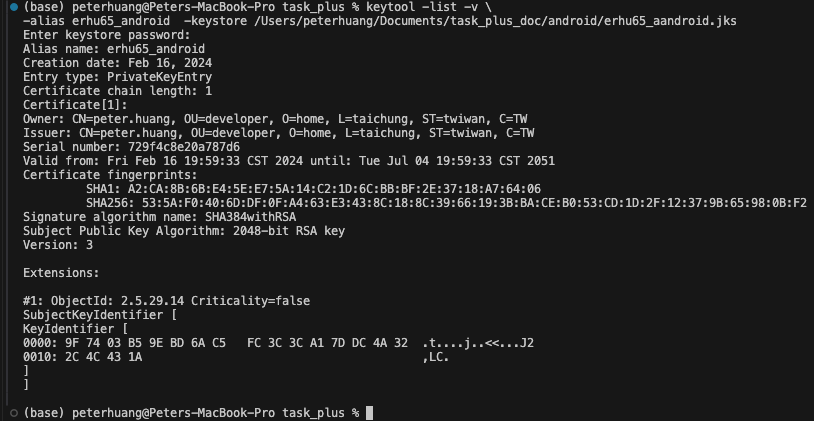 (base) peterhuang@Peters-MacBook-Pro task_plus % keytool -list -v \
-alias erhu65_android  -keystore /Users/peterhuang/Documents/task_plus_doc/android/erhu65_aandroid.jks
Enter keystore password:
Alias name: erhu65_android
Creation date: Feb 16, 2024
Entry type: PrivateKeyEntry
Certificate chain length: 1
Certificate[1]:
Owner: CN=peter.huang, OU=developer, O=home, L=taichung, ST=twiwan, C=TW
Issuer: CN=peter.huang, OU=developer, O=home, L=taichung, ST=twiwan, C=TW
Serial number: 729f4c8e20a787d6
Valid from: Fri Feb 16 19:59:33 CST 2024 until: Tue Jul 04 19:59:33 CST 2051
Certificate fingerprints:
SHA1: A2:CA:8B:6B:E4:5E:E7:5A:14:C2:1D:6C:BB:BF:2E:37:18:A7:64:06
SHA256: 53:5A:F0:40:6D:DF:0F:A4:63:E3:43:8C:18:8C:39:66:19:3B:BA:CE:B0:53:CD:1D:2F:12:37:9B:65:98:0B:F2
Signature algorithm name: SHA384withRSA
Subject Public Key Algorithm: 2048-bit RSA key
Version: 3
Extensions:
#1: ObjectId: 2.5.29.14 Criticality=false
SubjectKeyIdentifier [
KeyIdentifier [
0000: 9F 74 03 B5 9E BD 6A C5   FC 3C 3C A1 7D DC 4A 32  .t....j..<<...J2
0010: 2C 4C 43 1A                                        ,LC.
]
]
(base) peterhuang@Peters-MacBook-Pro task_plus %